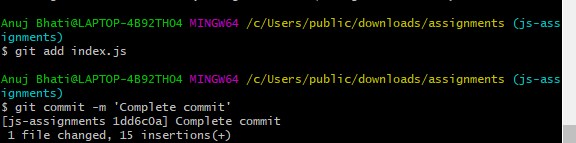 Anuj Bhati@LAPTOP-4B92TH04 MINGW64 /c/Users/public/downloads/assignments (js-ass
ignments)
$ git add index.js
Anuj Bhati@LAPTOP-4B92TH04 MINGW64 /c/Users/public/downloads/assignments (js-ass
ignments)
$ git commit -m 'Complete commit'
[js-assignments 1dd6c0a] Complete commit
 1 file changed, 15 insertions(+)